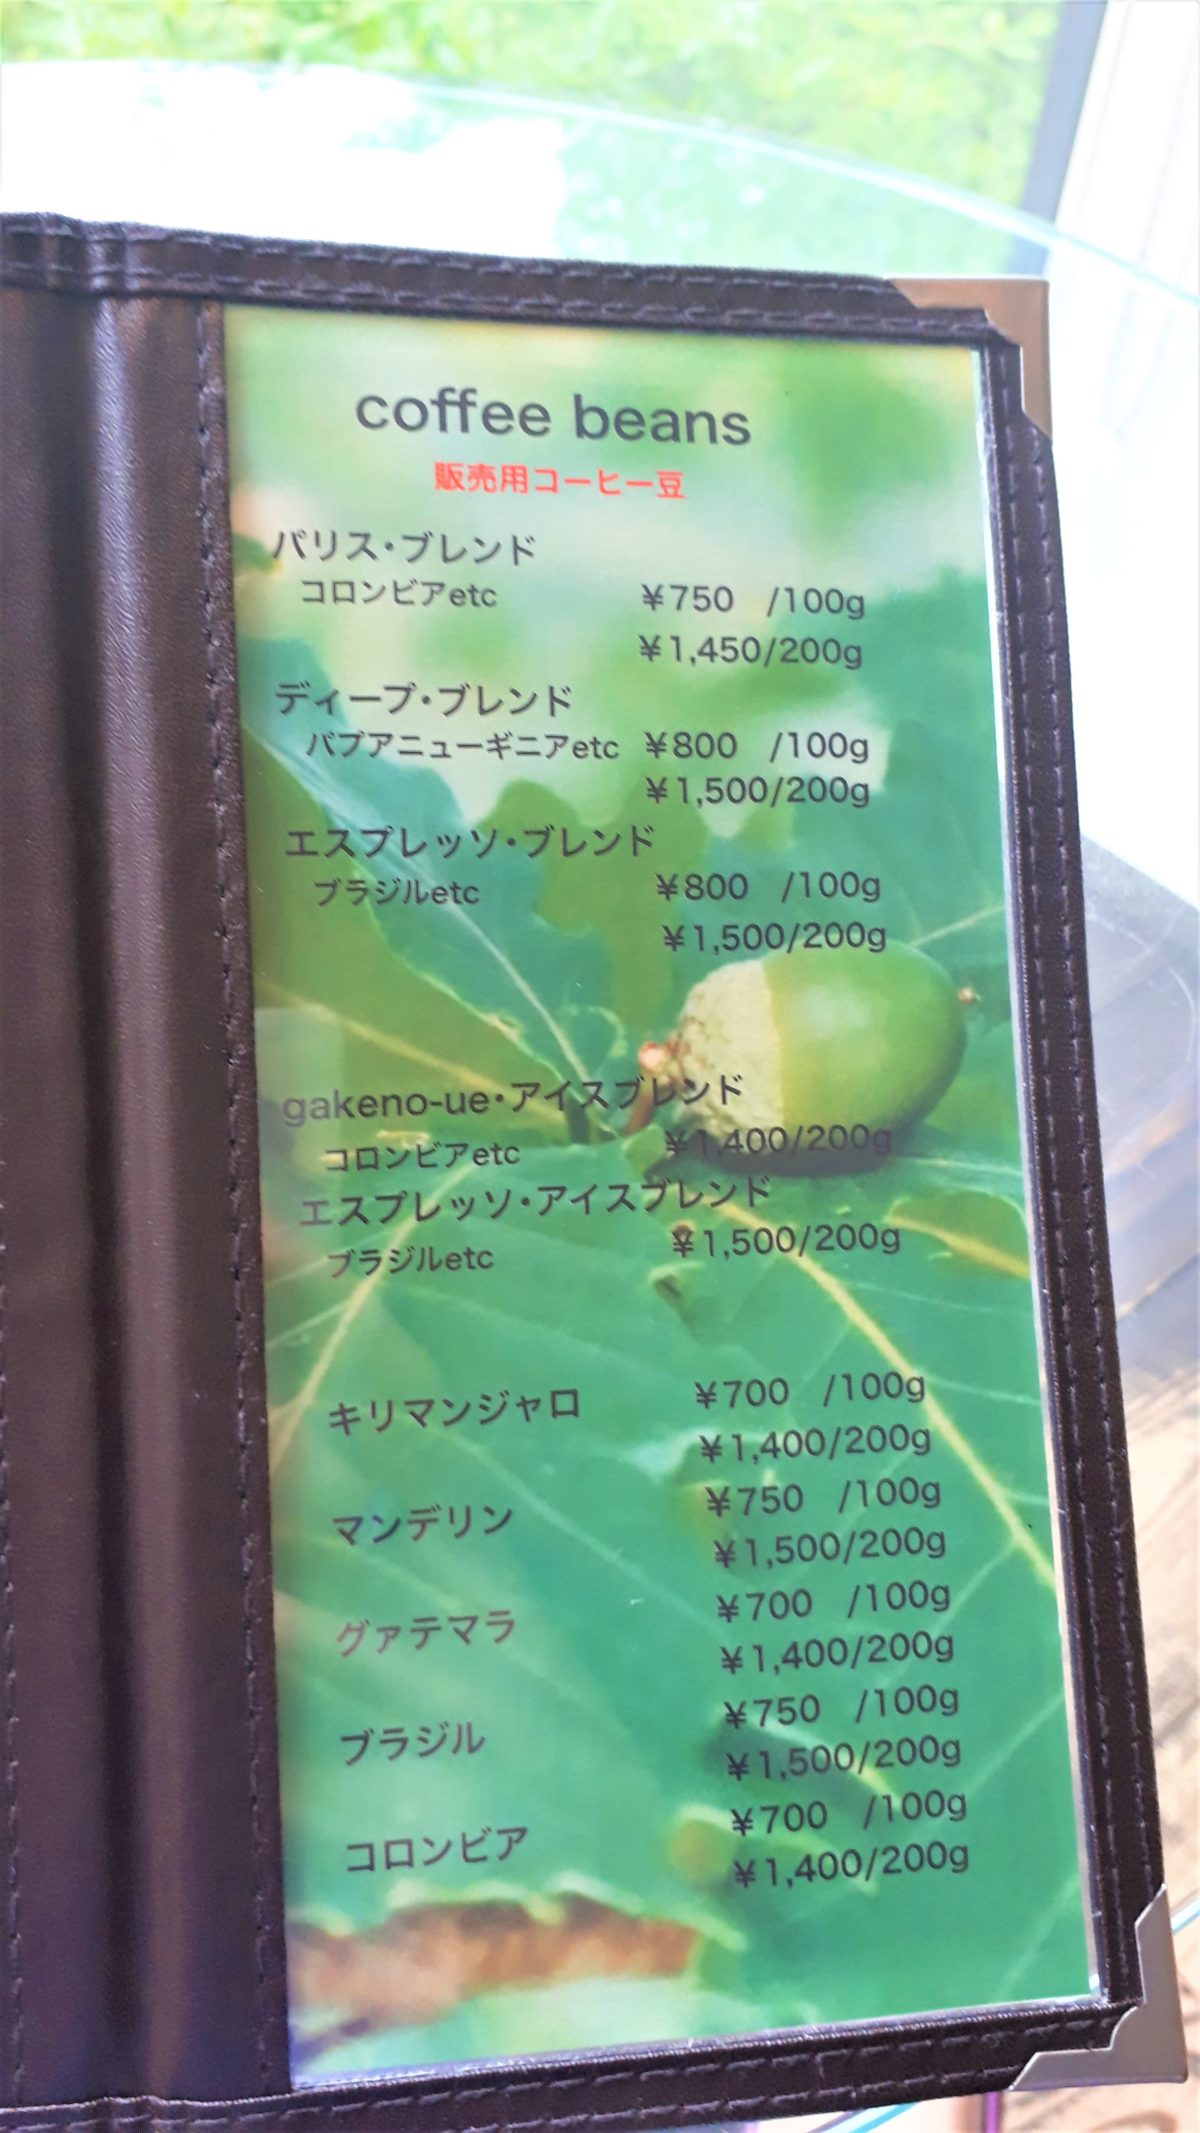 coffee beans
販売用コーヒー豆
パリス・ブレンド
コロンビアetc ¥750 /100g
¥1,450/200g
ディープ・ブレンド
パプアニューギニアetc ¥800 /100g
¥1,500/200g
エスプレッソ・ブレンド
ブラジルetc ¥800 /100g
¥1,500/200g
gakeno-ue・アイスブレンド
コロンビアetc ¥1,400/200g
エスプレッソ・アイスブレンド
ブラジルetc ¥1,500/200g
キリマンジャロ ¥700 /100g
¥1,400/200g
マンデリン ¥750 /100g
¥1,500/200g
グァテマラ ¥700 /100g
¥1,400/200g
ブラジル ¥750 /100g
¥1,500/200g
コロンビア ¥700 /100g
¥1,400/200g